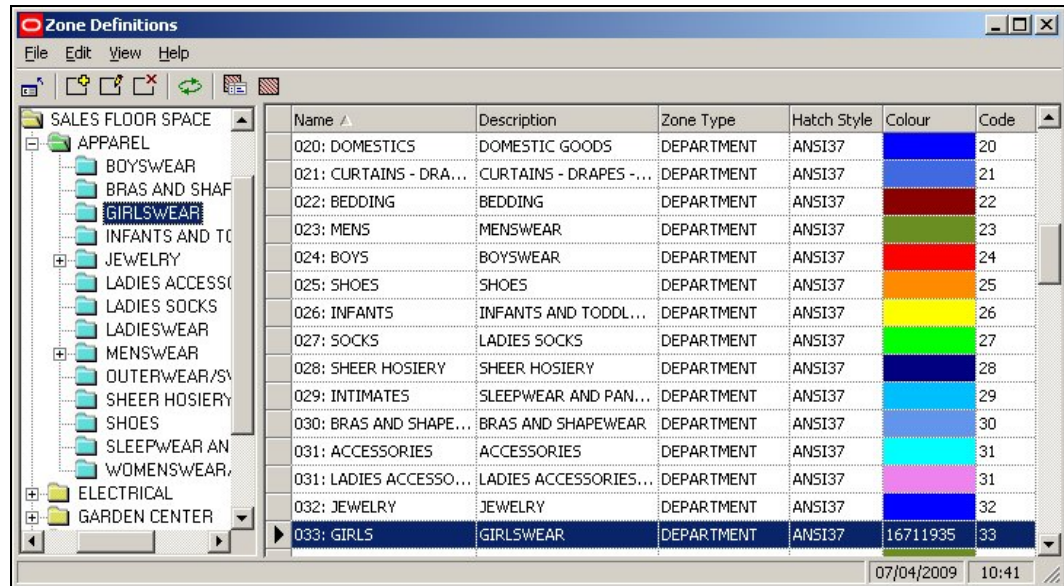 Zone Definitions
File Edit View Help
SALES FLOOR SPACE
APPAREL
BOYSWEAR
BRAS AND SHAP
GIRLSWEAR
INFANTS AND TO
JEWELRY
LADIES ACCESSO
LADIES SOCKS
LADIESWEAR
MENSWEAR
OUTERWEAR/SW
SHEER HOSIERY
SHOES
SLEEPWEAR AN
WOMENSWEAR
ELECTRICAL
GARDEN CENTER
Name Description Zone Type Hatch Style Colour Code
020: DOMESTICS DOMESTIC GOODS DEPARTMENT ANSI37 20
021: CURTAINS - DRA... CURTAINS - DRAPES -... DEPARTMENT ANSI37 21
022: BEDDING BEDDING DEPARTMENT ANSI37 22
023: MENS MENSWEAR DEPARTMENT ANSI37 23
024: BOYS BOYSWEAR DEPARTMENT ANSI37 24
025: SHOES SHOES DEPARTMENT ANSI37 25
026: INFANTS INFANTS AND TODDL... DEPARTMENT ANSI37 26
027: SOCKS LADIES SOCKS DEPARTMENT ANSI37 27
028: SHEER HOSIERY SHEER HOSIERY DEPARTMENT ANSI37 28
029: INTIMATES SLEEPWEAR AND PAN... DEPARTMENT ANSI37 29
030: BRAS AND SHAPE... BRAS AND SHAPEWEAR DEPARTMENT ANSI37 30
031: ACCESSORIES ACCESSORIES DEPARTMENT ANSI37 31
031: LADIES ACCESSO... LADIES ACCESSORIES... DEPARTMENT ANSI37 31
032: JEWELRY JEWELRY DEPARTMENT ANSI37 32
033: GIRLS GIRLSWEAR DEPARTMENT ANSI37 16711935 33
07/04/2009 10:41